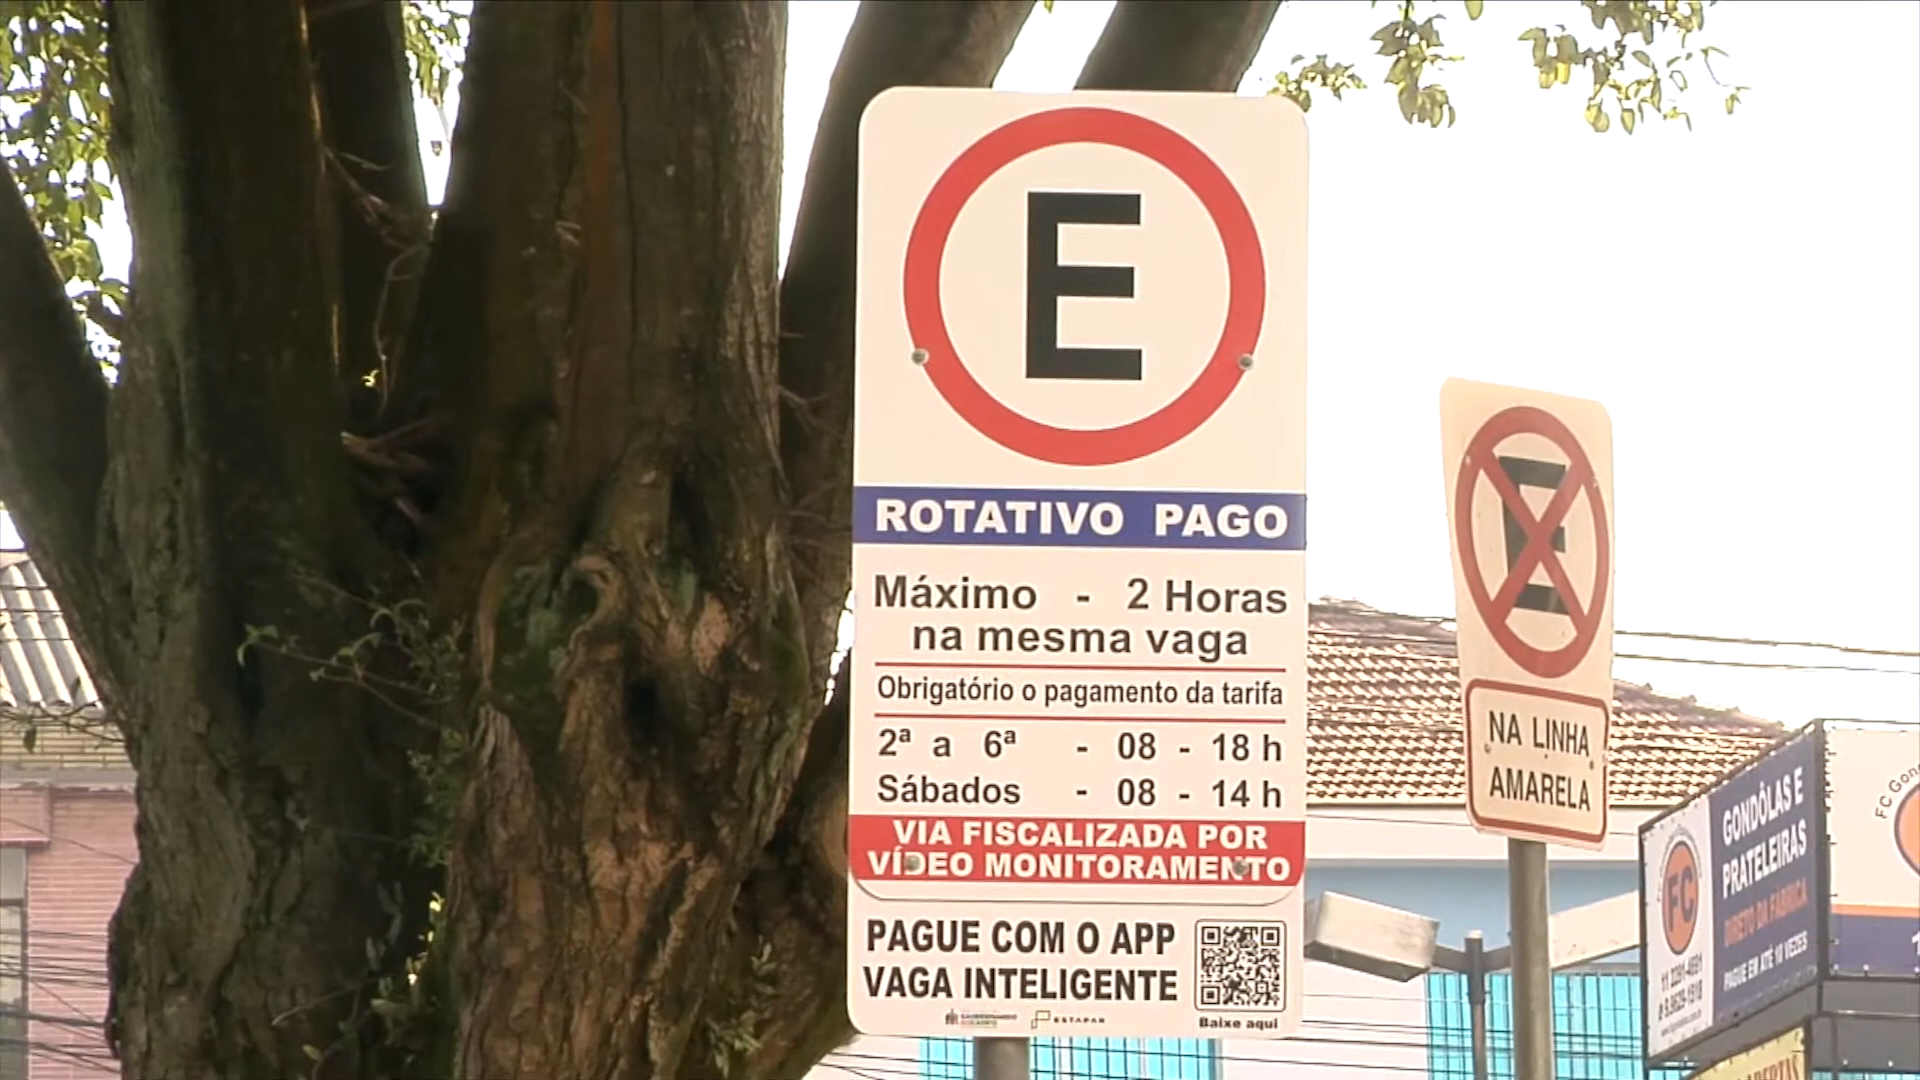 E
ROTATIVO PAGO
Máximo - 2 Horas
na mesma vaga
Obrigatório o pagamento da tarifa
2ª a 6ª - 08 - 18 h
Sábados - 08 - 14 h
VIA FISCALIZADA POR
VÍDEO MONITORAMENTO
PAGUE COM O APP
VAGA INTELIGENTE
Baixe aqui
ESTAPAR
E
NA LINHA
AMARELA
GONDÔLAS E
PRATELEIRAS
DIRETO DA FÁBRICA
PAGUE EM ATÉ 10 VEZES
FC
FC